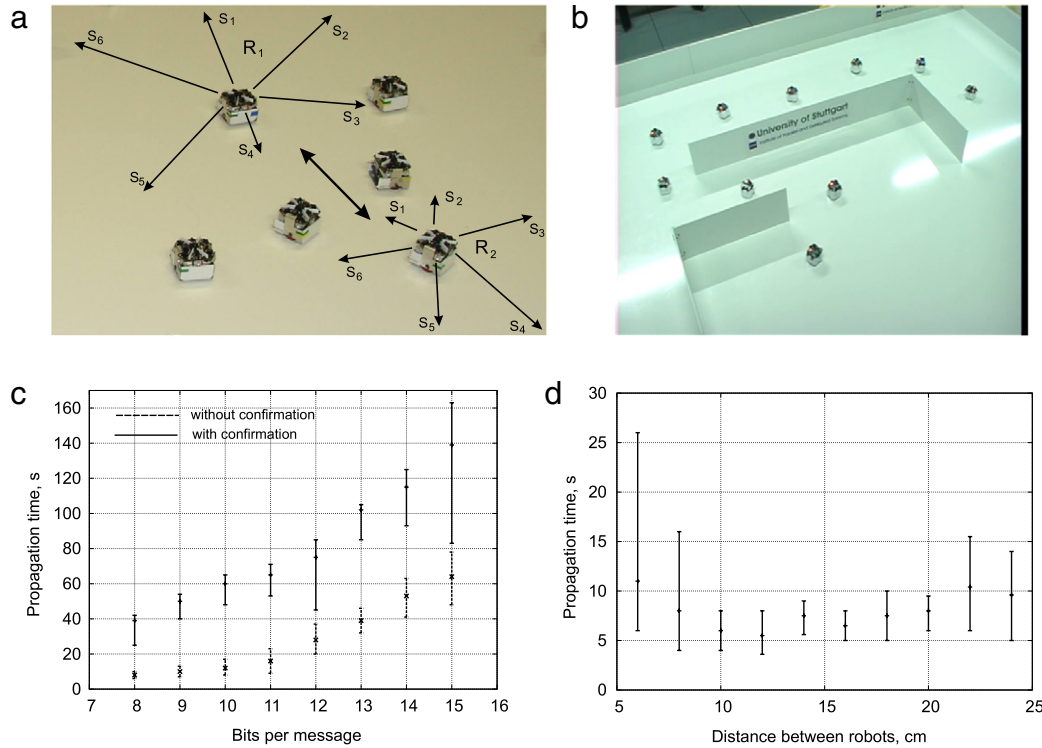 a
S1
S2
S6
R1
S3
S4
S5
S1
S2
S3
R2
S6
S5
S4
b
University of Stuttgart
c
160
140
120
100
80
60
40
20
0
Propagation time, s
without confirmation
with confirmation
7 8 9 10 11 12 13 14 15 16
Bits per message
d
30
25
20
15
10
5
0
Propagation time, s
5 10 15 20 25
Distance between robots, cm